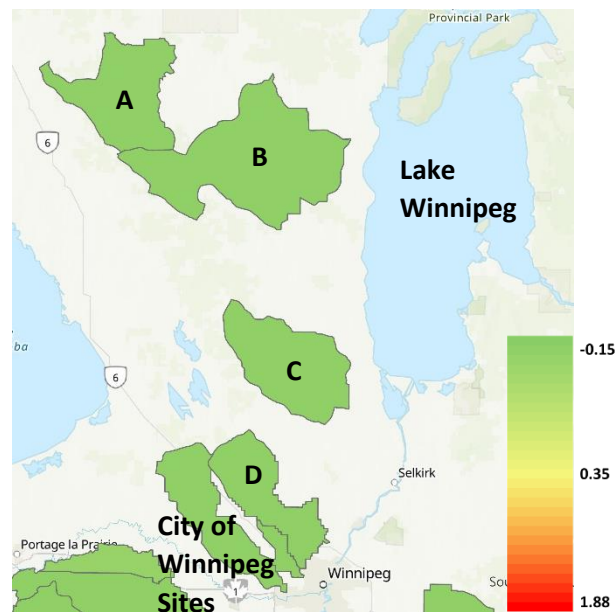 Provincial Park
A
6
B
Lake
Winnipeg
ba
C
-0.15
6
0.35
D
Selkirk
City of
Winnipeg
Sites
Portage la Prairie
Winnipeg
1
1.88